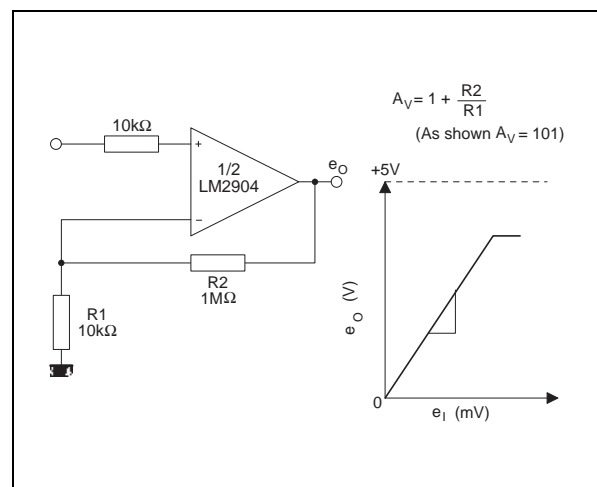 10kΩ
+
1/2
LM2904
−
e_O
R2
1MΩ
R1
10kΩ
A_V = 1 + R2/R1
(As shown A_V = 101)
+5V
e_O (V)
0
e_I (mV)